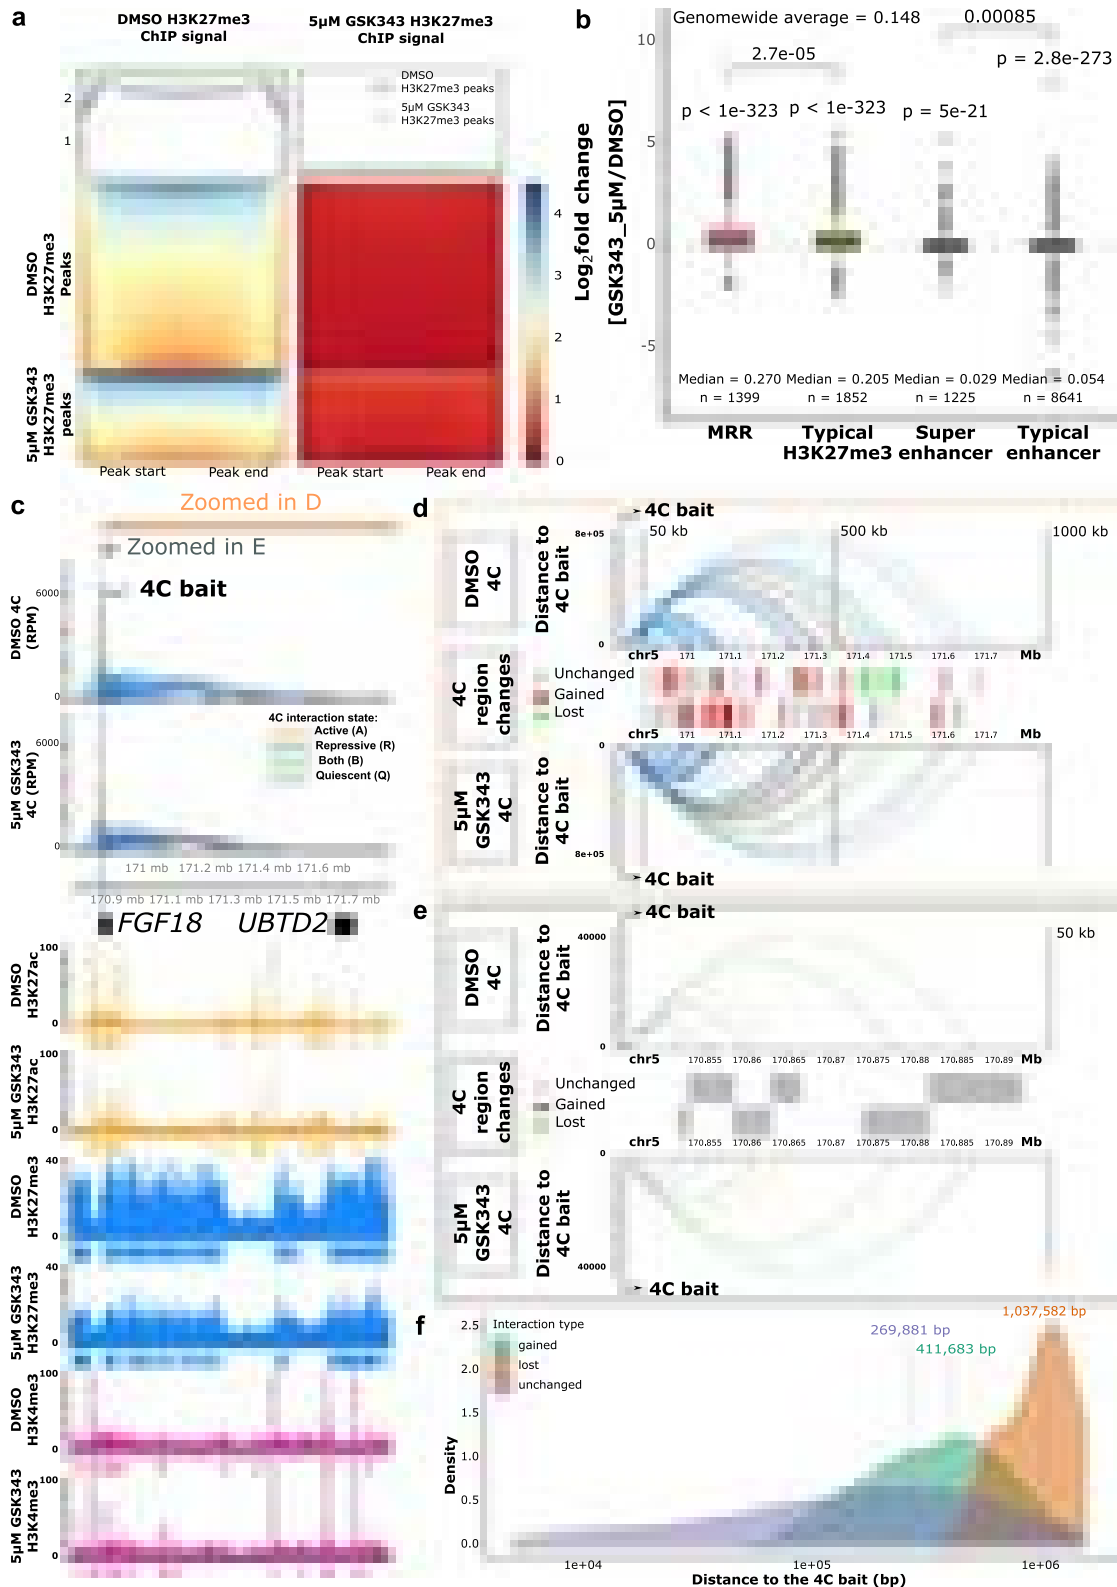 a
DMSO H3K27me3
ChIP signal
5µM GSK343 H3K27me3
ChIP signal
DMSO
H3K27me3 peaks
5µM GSK343
H3K27me3 peaks
2
1
DMSO
H3K27me3
Peaks
5µM GSK343
H3K27me3
peaks
Peak start
Peak end
Peak start
Peak end
4
3
2
1
0
b
Genomewide average = 0.148
0.00085
2.7e-05
p = 2.8e-273
p < 1e-323
p < 1e-323
p = 5e-21
Log2fold change
[GSK343_5µM/DMSO]
10
5
0
-5
Median = 0.270
n = 1399
Median = 0.205
n = 1852
Median = 0.029
n = 1225
Median = 0.054
n = 8641
MRR
Typical
H3K27me3
Super
enhancer
Typical
enhancer
c
Zoomed in D
Zoomed in E
4C bait
DMSO 4C
(RPM)
6000
0
4C interaction state:
Active (A)
Repressive (R)
Both (B)
Quiescent (Q)
5µM GSK343
4C (RPM)
6000
0
171 mb
171.2 mb
171.4 mb
171.6 mb
170.9 mb
171.1 mb
171.3 mb
171.5 mb
171.7 mb
FGF18
UBTD2
DMSO
H3K27ac
100
0
5µM GSK343
H3K27ac
100
0
DMSO
H3K27me3
40
0
5µM GSK343
H3K27me3
40
0
DMSO
H3K4me3
100
0
5µM GSK343
H3K4me3
100
0
d
4C bait
50 kb
500 kb
1000 kb
DMSO
4C
Distance to
4C bait
8e+05
0
chr5
171
171.1
171.2
171.3
171.4
171.5
171.6
171.7
Mb
4C
region
changes
Unchanged
Gained
Lost
chr5
171
171.1
171.2
171.3
171.4
171.5
171.6
171.7
Mb
5µM
GSK343
4C
Distance to
4C bait
0
8e+05
4C bait
e
4C bait
50 kb
DMSO
4C
Distance to
4C bait
40000
0
chr5
170.855
170.86
170.865
170.87
170.875
170.88
170.885
170.89
Mb
4C
region
changes
Unchanged
Gained
Lost
chr5
170.855
170.86
170.865
170.87
170.875
170.88
170.885
170.89
Mb
5µM
GSK343
4C
Distance to
4C bait
0
40000
4C bait
f
Interaction type
gained
lost
unchanged
1,037,582 bp
269,881 bp
411,683 bp
Density
2.5
2.0
1.5
1.0
0.5
0.0
1e+04
1e+05
1e+06
Distance to the 4C bait (bp)